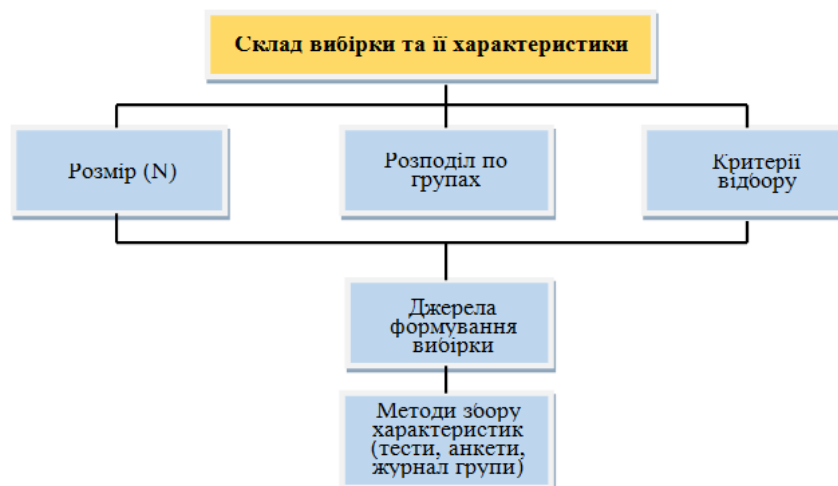 Склад вибірки та її характеристики
Розмір (N)
Розподіл по
групах
Критерії
відбору
Джерела
формування
вибірки
Методи збору
характеристик
(тести, анкети,
журнал групи)